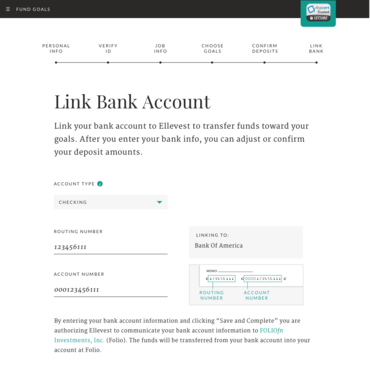 FUND GOALS
PERSONAL INFO
VERIFY ID
JOB INFO
CHOOSE GOALS
CONFIRM DEPOSITS
LINK BANK
Link Bank Account
Link your bank account to Ellevest to transfer funds toward your
goals. After you enter your bank info, you can adjust or confirm
your deposit amounts.
ACCOUNT TYPE
CHECKING
ROUTING NUMBER
123456111
LINKING TO:
Bank Of America
ACCOUNT NUMBER
000123456111
MEMO
ROUTING NUMBER
ACCOUNT NUMBER
By entering your bank account information and clicking “Save and Complete” you are
authorizing Ellevest to communicate your bank account information to FOLIOfn
Investments, Inc. (Folio). The funds will be transferred from your bank account into your
account at Folio.